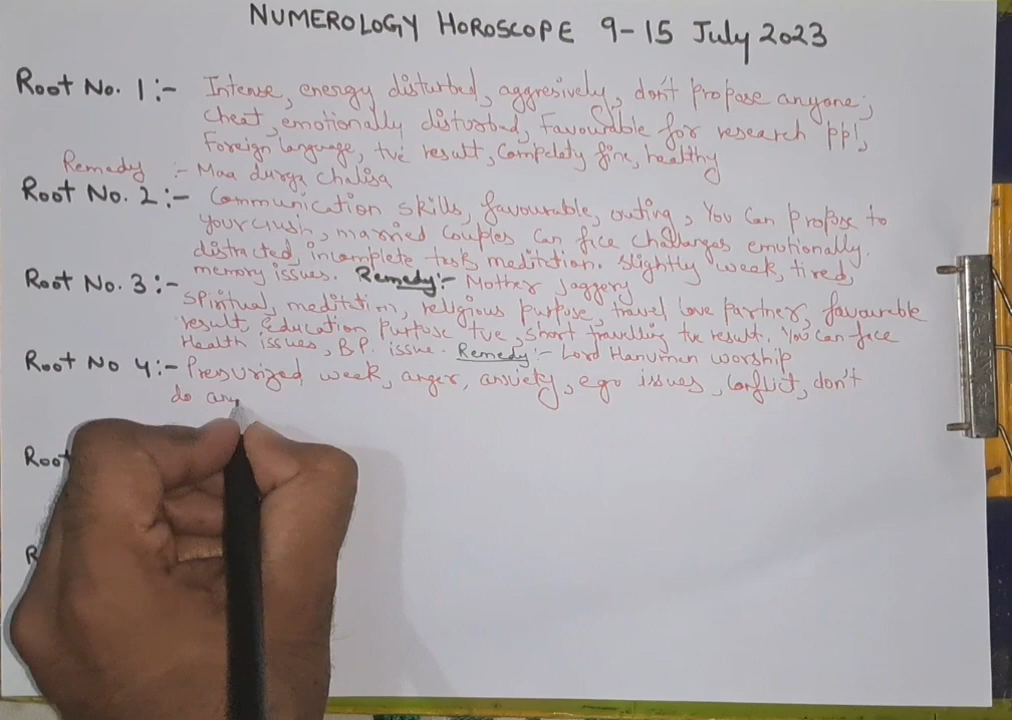 NUMEROLOGY HOROSCOPE 9-15 July 2023
Root No. 1:- Intense, energy disturbed, aggresively, don't propose anyone,
cheat, emotionally disturbed, Favourable for research ppl,
Foreign language, +ve result, Completely fine, healthy
Remedy :- Maa durga Chalisa
Root No. 2:- Communication skills, favourable, outing, You can propose to
your crush, married couples can face challanges emotionally.
distracted, incomplete task, meditation. slightly weak, tired,
memory issues. Remedy:- Mother Jaggery
Root No. 3:-
spiritual, meditation, religious purpose, travel love partner, favourable
result, education purpose +ve, short travelling +ve result. You can face
Health issues, B.P. issue. Remedy:- Lord Hanuman worship
Root No 4:- Presurized week, anger, anxiety, ego issues, conflict, don't
do any
Root
R